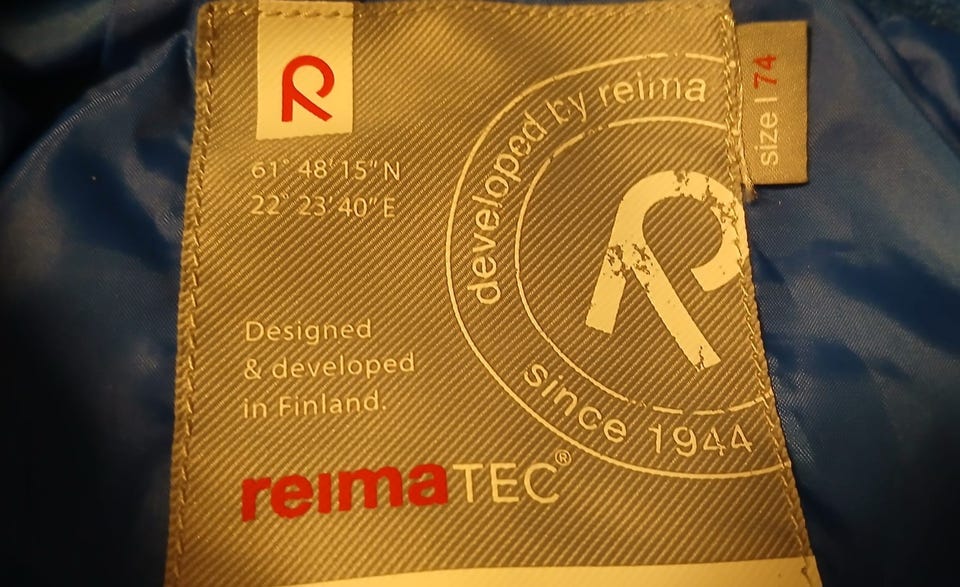 61° 48' 15" N
22° 23' 40" E
developed by reima
size | 74
Designed
& developed
in Finland.
since 1944
reimaTEC®